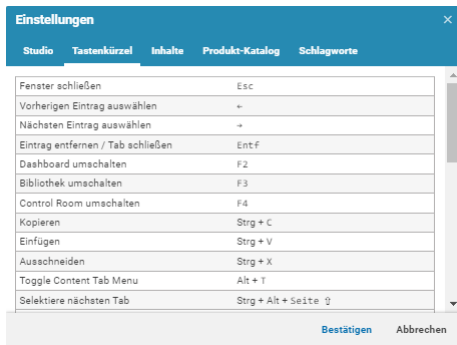 Einstellungen ×
Studio Tastenkürzel Inhalte Produkt-Katalog Schlagworte
Fenster schließen Esc
Vorherigen Eintrag auswählen ←
Nächsten Eintrag auswählen →
Eintrag entfernen / Tab schließen Entf
Dashboard umschalten F2
Bibliothek umschalten F3
Control Room umschalten F4
Kopieren Strg + C
Einfügen Strg + V
Ausschneiden Strg + X
Toggle Content Tab Menu Alt + T
Selektiere nächsten Tab Strg + Alt + Seite ⇧
Bestätigen Abbrechen